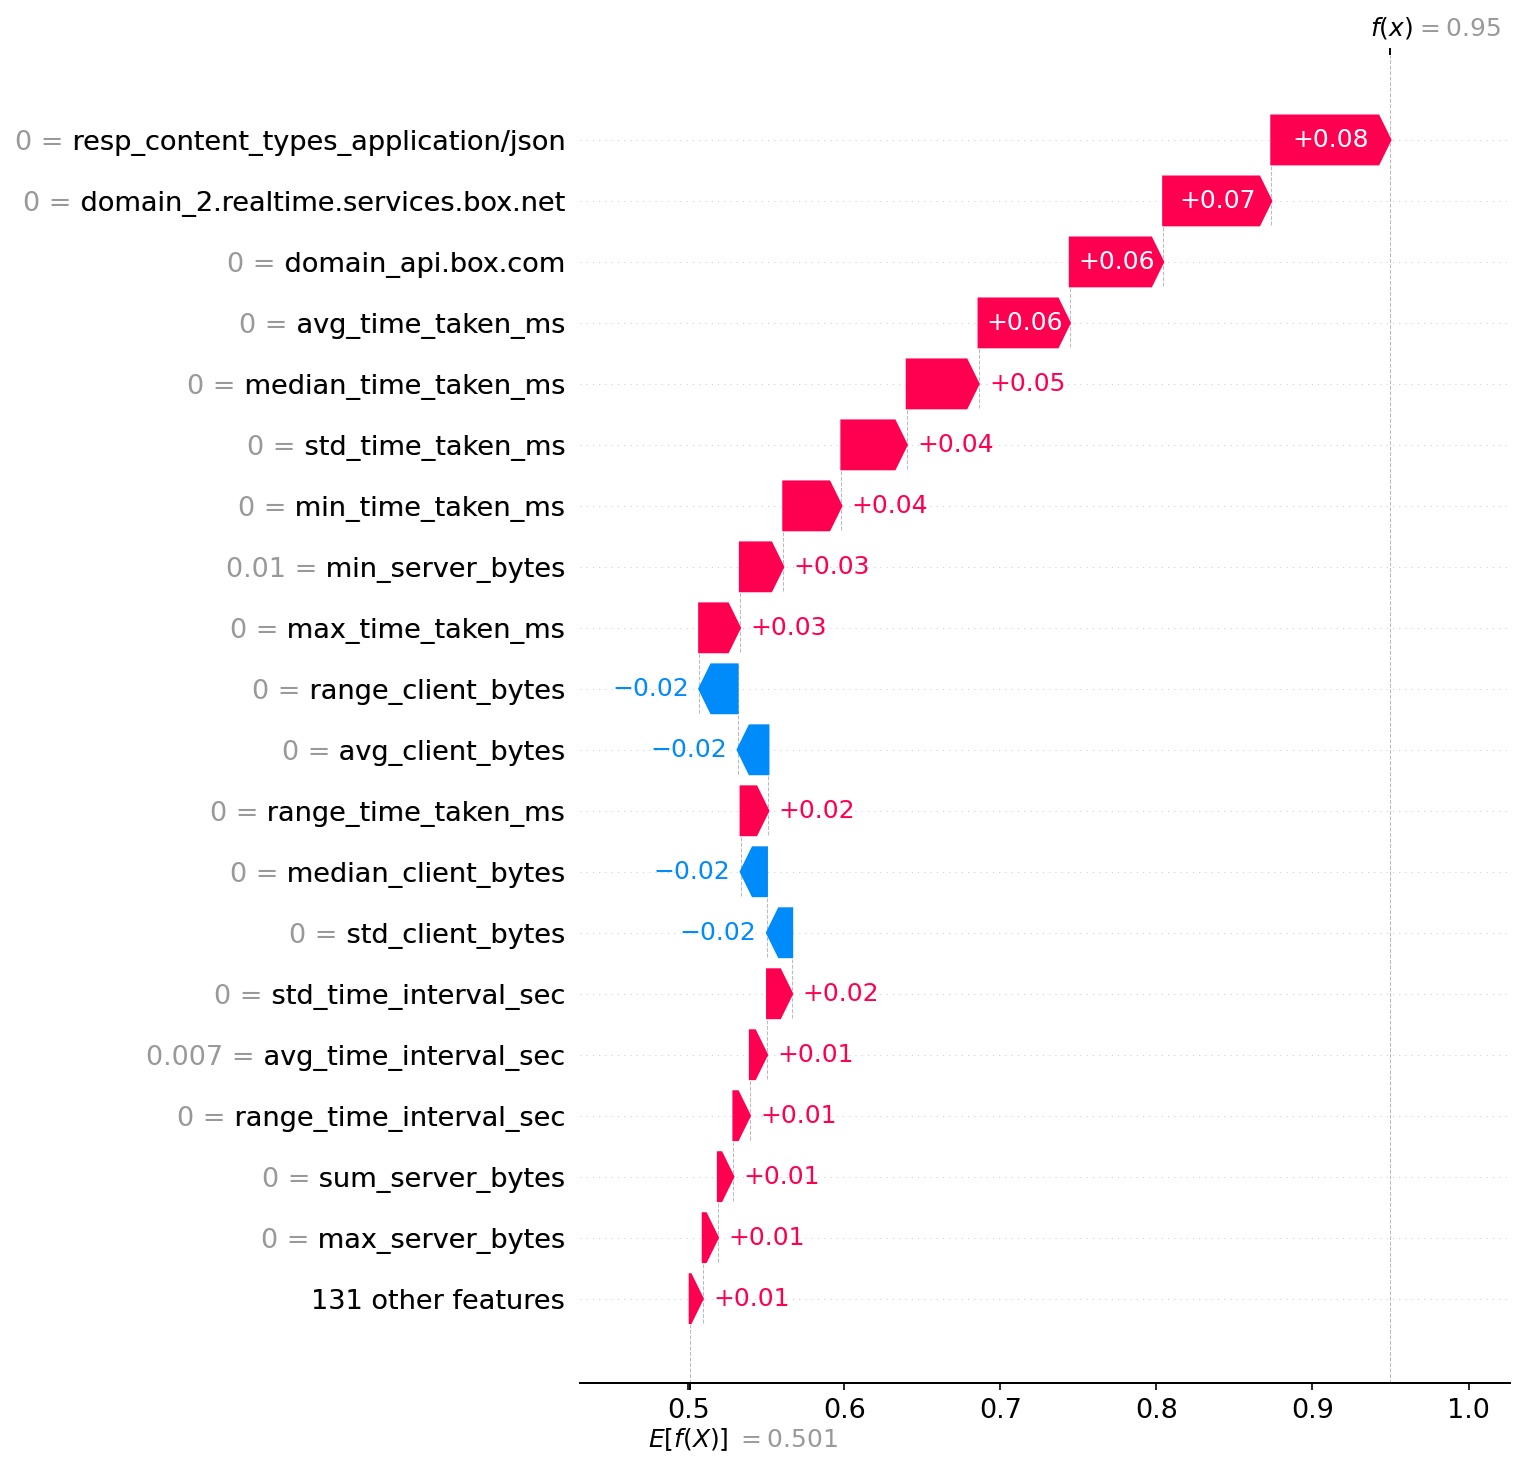 f(x) = 0.95
0 = resp_content_types_application/json +0.08
0 = domain_2.realtime.services.box.net +0.07
0 = domain_api.box.com +0.06
0 = avg_time_taken_ms +0.06
0 = median_time_taken_ms +0.05
0 = std_time_taken_ms +0.04
0 = min_time_taken_ms +0.04
0.01 = min_server_bytes +0.03
0 = max_time_taken_ms +0.03
0 = range_client_bytes −0.02
0 = avg_client_bytes −0.02
0 = range_time_taken_ms +0.02
0 = median_client_bytes −0.02
0 = std_client_bytes −0.02
0 = std_time_interval_sec +0.02
0.007 = avg_time_interval_sec +0.01
0 = range_time_interval_sec +0.01
0 = sum_server_bytes +0.01
0 = max_server_bytes +0.01
131 other features +0.01
0.5 0.6 0.7 0.8 0.9 1.0
E[f(X)] = 0.501